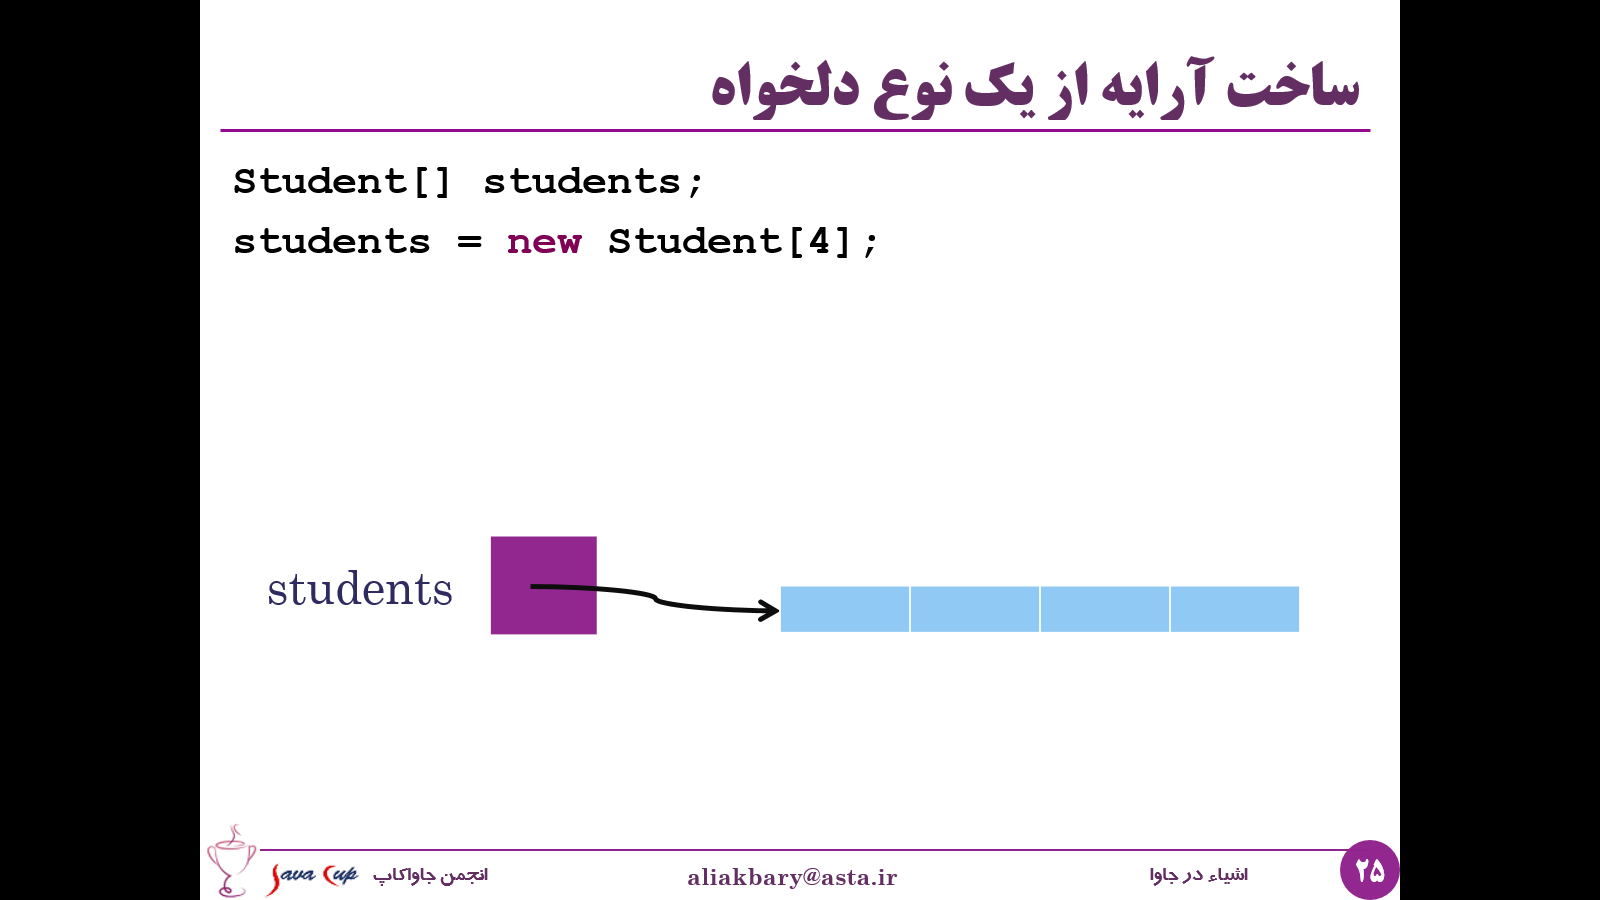 ساخت آرایه از یک نوع دلخواه
Student[] students;
students = new Student[4];
students
Java Cup انجمن جاواکاپ
aliakbary@asta.ir
اشیاء در جاوا
۲۵